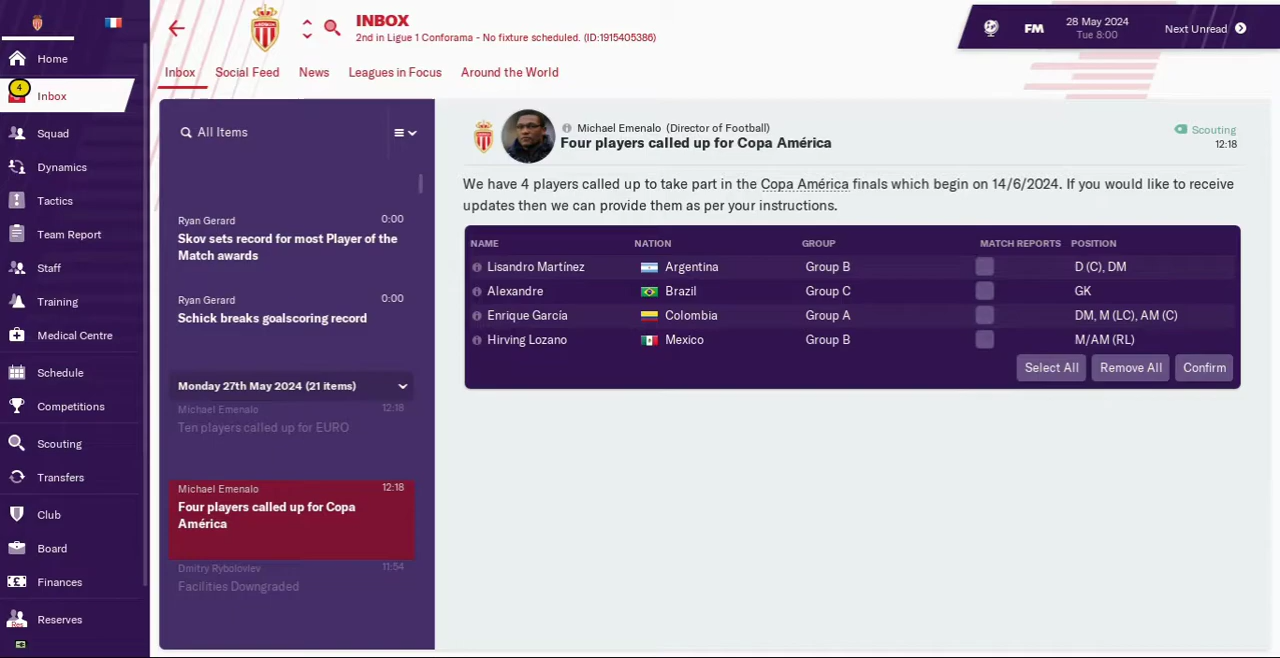 INBOX
2nd in Ligue 1 Conforama - No fixture scheduled. (ID:1915405386)
FM
28 May 2024
Tue 8:00
Next Unread
Home
4
Inbox
Squad
Dynamics
Tactics
Team Report
Staff
Training
Medical Centre
Schedule
Competitions
Scouting
Transfers
Club
Board
Finances
Reserves
Inbox Social Feed News Leagues in Focus Around the World
All Items
Ryan Gerard 0:00
Skov sets record for most Player of the
Match awards
Ryan Gerard 0:00
Schick breaks goalscoring record
Monday 27th May 2024 (21 items)
Michael Emenalo 12:18
Ten players called up for EURO
Michael Emenalo 12:18
Four players called up for Copa
América
Dmitry Rybolovlev 11:54
Facilities Downgraded
Michael Emenalo (Director of Football)
Four players called up for Copa América
Scouting
12:18
We have 4 players called up to take part in the Copa América finals which begin on 14/6/2024. If you would like to receive
updates then we can provide them as per your instructions.
NAME NATION GROUP MATCH REPORTS POSITION
Lisandro Martínez Argentina Group B D (C), DM
Alexandre Brazil Group C GK
Enrique García Colombia Group A DM, M (LC), AM (C)
Hirving Lozano Mexico Group B M/AM (RL)
Select All Remove All Confirm